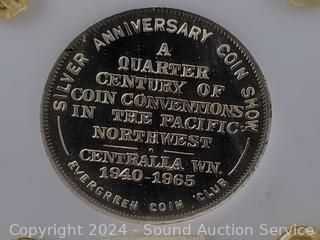 SILVER ANNIVERSARY COIN SHOW
A
QUARTER
CENTURY OF
COIN CONVENTIONS
IN THE PACIFIC
NORTHWEST
CENTRALIA WN.
1940-1965
EVERGREEN COIN CLUB
Copyright 2024 - Sound Auction Service